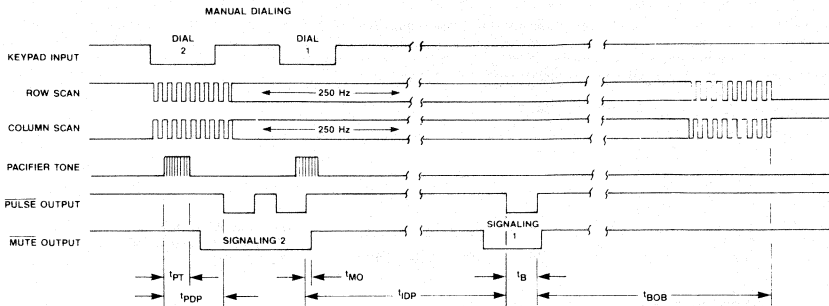 MANUAL DIALING
DIAL
2
DIAL
1
KEYPAD INPUT
ROW SCAN
250 Hz
COLUMN SCAN
250 Hz
PACIFIER TONE
PULSE OUTPUT
MUTE OUTPUT
SIGNALING 2
SIGNALING
1
tPT
tMO
tB
tPDP
tIDP
tBOB